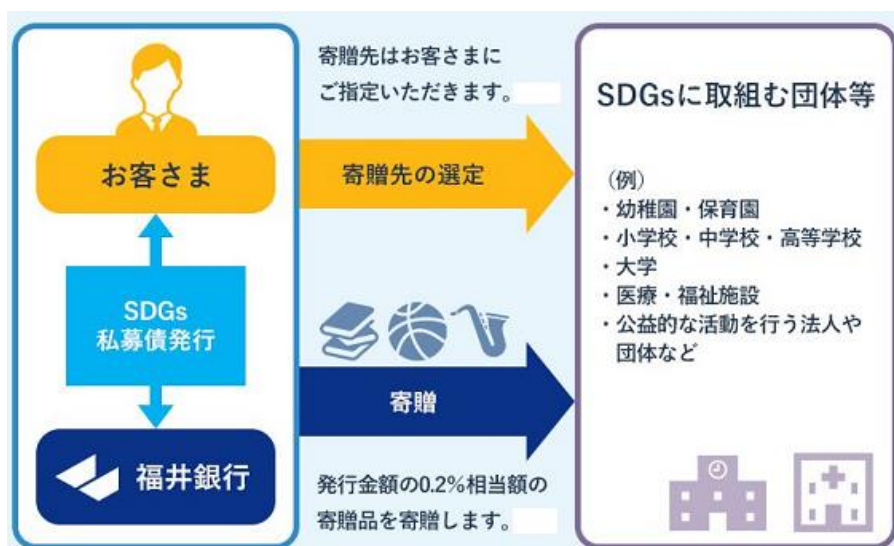 お客さま
SDGs
私募債発行
福井銀行
寄贈先はお客さまに
ご指定いただきます。
寄贈先の選定
寄贈
発行金額の0.2%相当額の
寄贈品を寄贈します。
SDGsに取組む団体等
（例）
・幼稚園・保育園
・小学校・中学校・高等学校
・大学
・医療・福祉施設
・公益的な活動を行う法人や
団体など